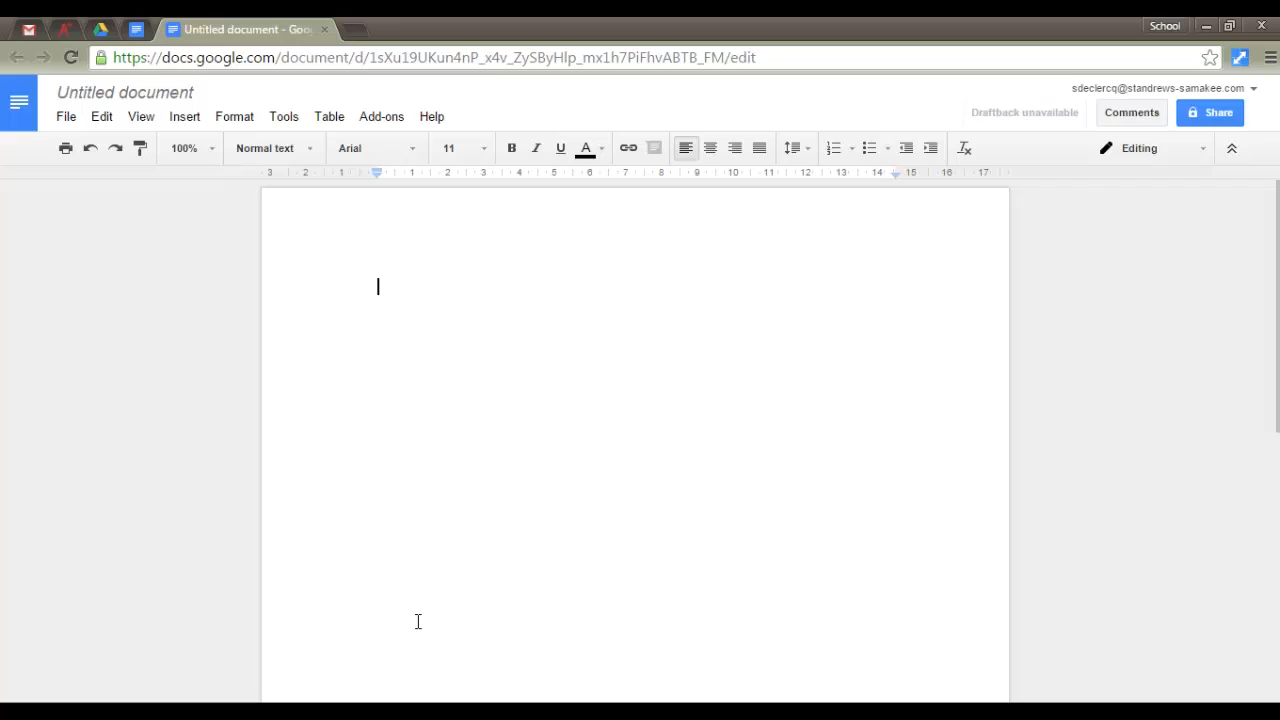 Untitled document - Goo
School
https://docs.google.com/document/d/1sXu19UKun4nP_x4v_ZySByHlp_mx1h7PiFhvABTB_FM/edit
Untitled document
sdeclercq@standrews-samakee.com
File Edit View Insert Format Tools Table Add-ons Help
Draftback unavailable Comments Share
100% Normal text Arial 11 B I U A Editing
3 2 1 1 2 3 4 5 6 7 8 9 10 11 12 13 14 15 16 17